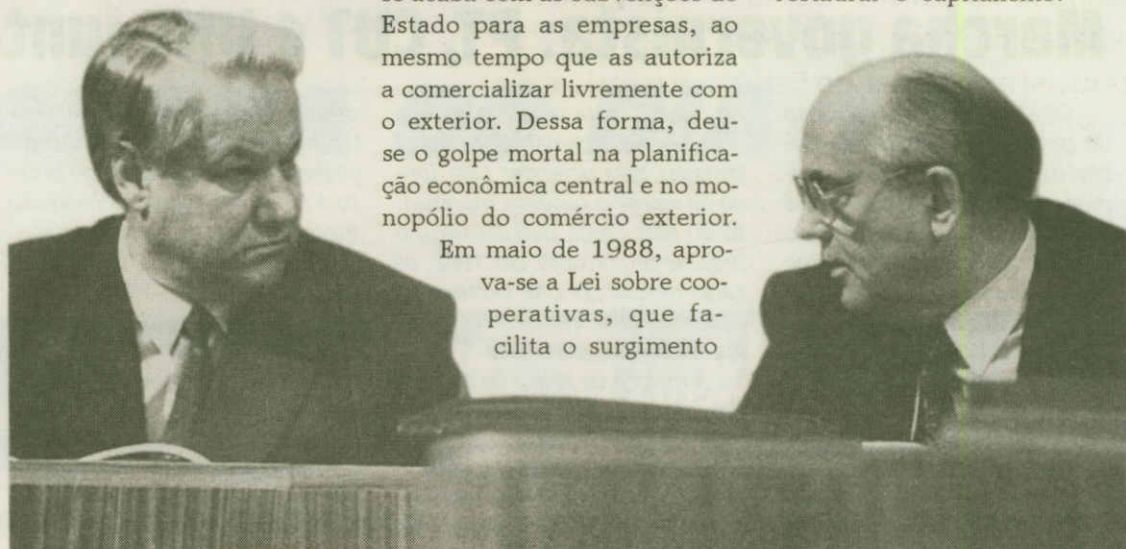 Estado para as empresas, ao
mesmo tempo que as autoriza
a comercializar livremente com
o exterior. Dessa forma, deu-
se o golpe mortal na planifica-
ção econômica central e no mo-
nopólio do comércio exterior.
Em maio de 1988, apro-
va-se a Lei sobre coo-
perativas, que fa-
cilita o surgimento